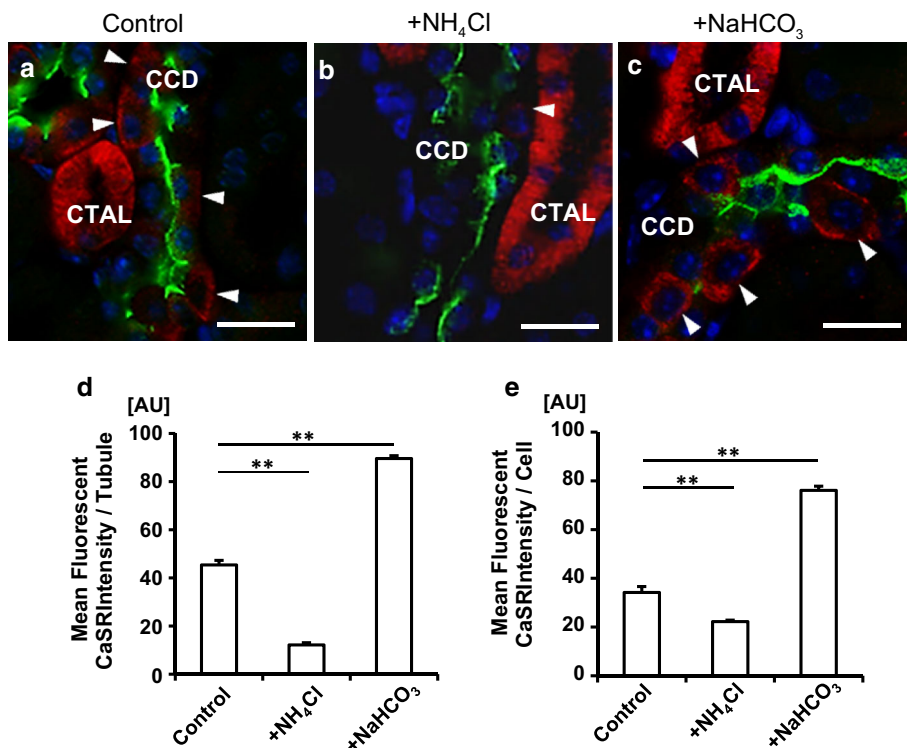 Control
+NH₄Cl
+NaHCO₃
a
CCD
CTAL
b
CCD
CTAL
c
CTAL
CCD
d
[AU]
Mean Fluorescent
CaSRIntensity / Tubule
100
80
60
40
20
0
**
**
Control
+NH₄Cl
+NaHCO₃
e
[AU]
Mean Fluorescent
CaSRIntensity / Cell
100
80
60
40
20
0
**
**
Control
+NH₄Cl
+NaHCO₃